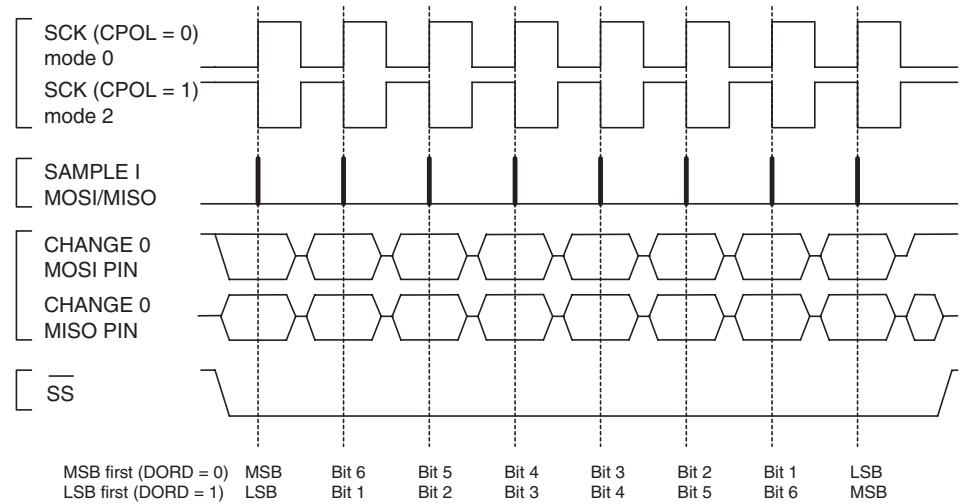 SCK (CPOL = 0)
mode 0
SCK (CPOL = 1)
mode 2
SAMPLE I
MOSI/MISO
CHANGE 0
MOSI PIN
CHANGE 0
MISO PIN
SS
MSB first (DORD = 0) MSB Bit 6 Bit 5 Bit 4 Bit 3 Bit 2 Bit 1 LSB
LSB first (DORD = 1) LSB Bit 1 Bit 2 Bit 3 Bit 4 Bit 5 Bit 6 MSB